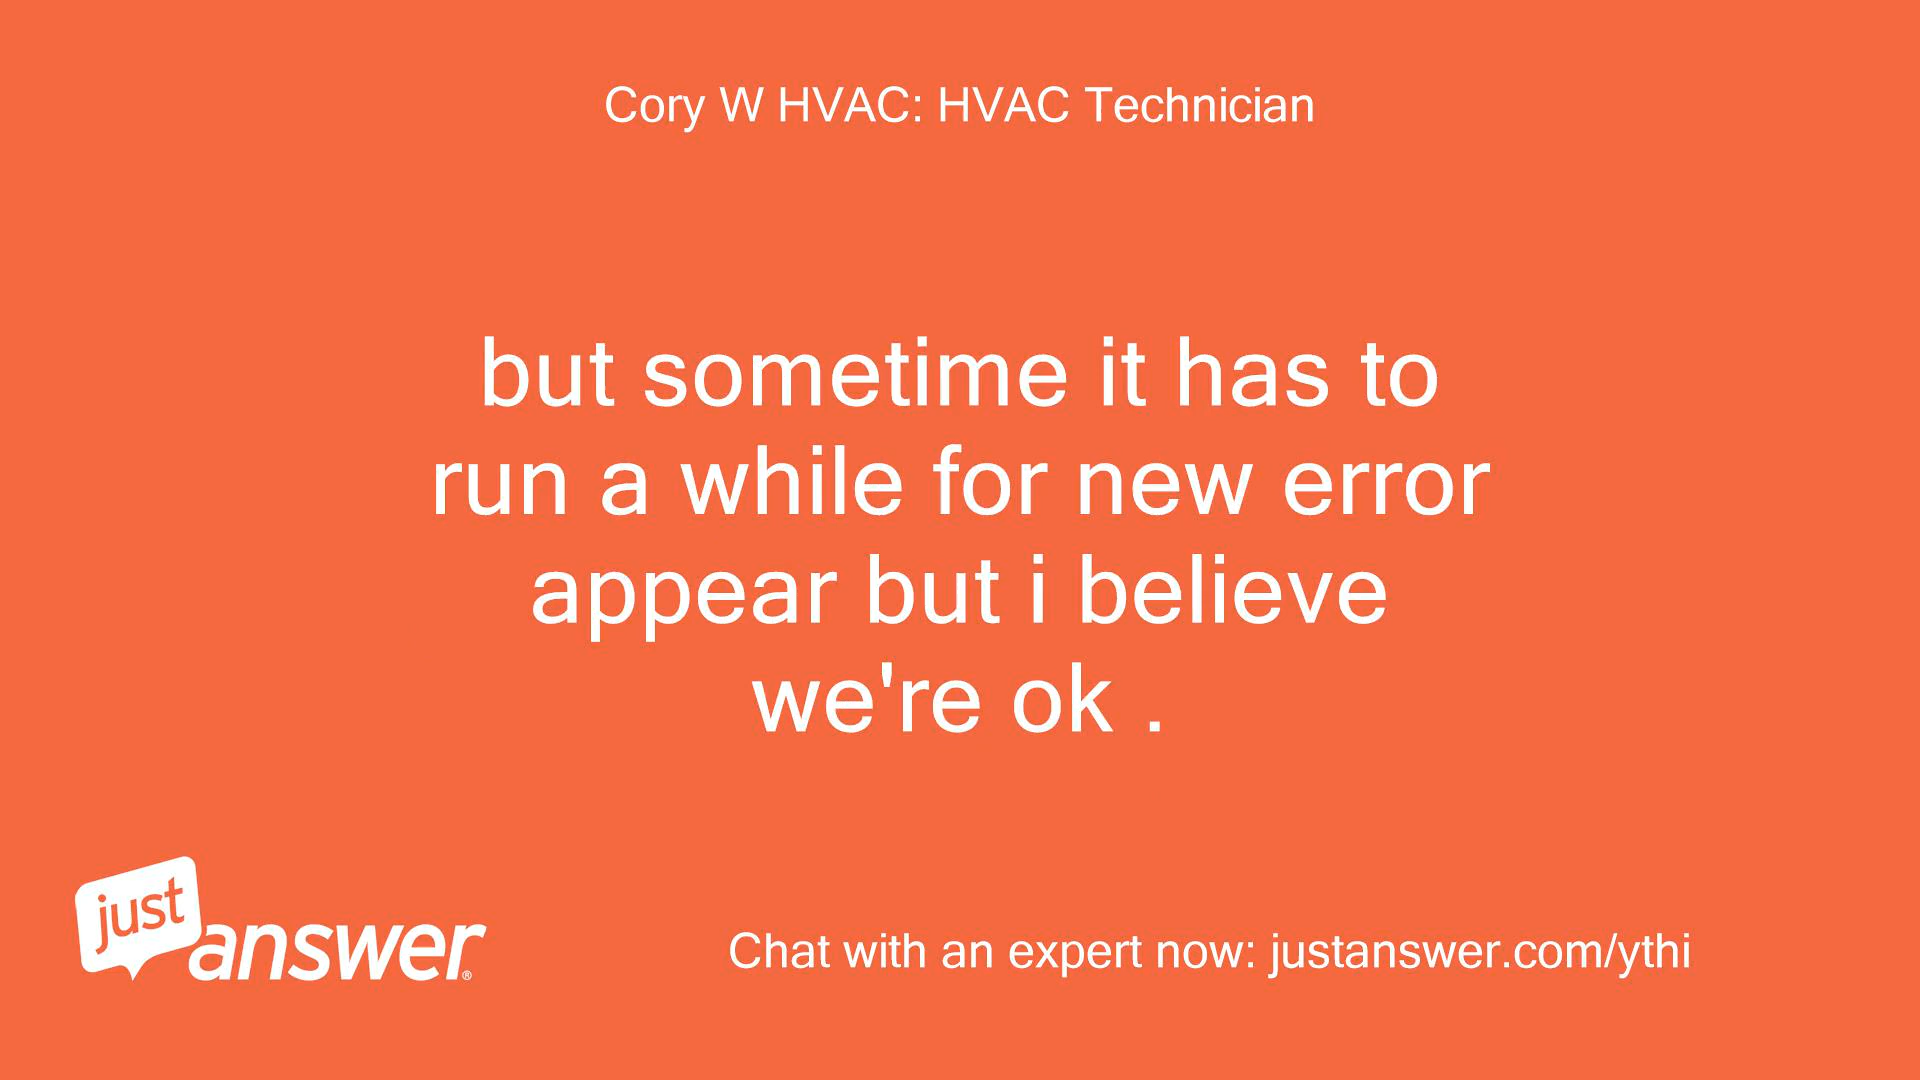 Cory W HVAC: HVAC Technician
but sometime it has to
run a while for new error
appear but i believe
we're ok .
just
answer®
Chat with an expert now: justanswer.com/ythi